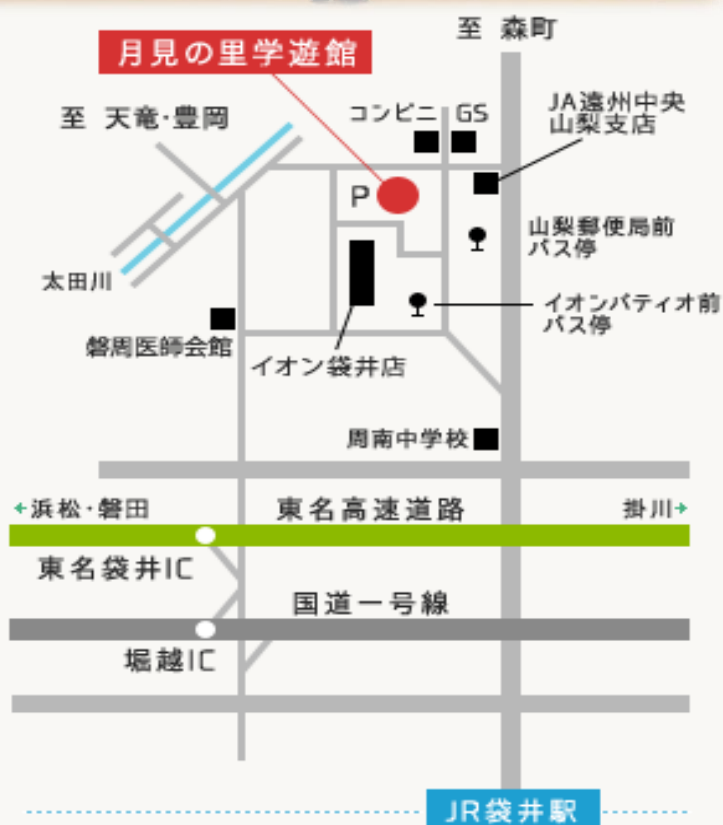 至 森町
月見の里学遊館
至 天竜・豊岡
コンビニ
GS
JA遠州中央
山梨支店
P
山梨郵便局前
バス停
太田川
イオンパティオ前
バス停
磐周医師会館
イオン袋井店
周南中学校
←浜松・磐田
東名高速道路
掛川→
東名袋井IC
国道一号線
堀越IC
JR袋井駅